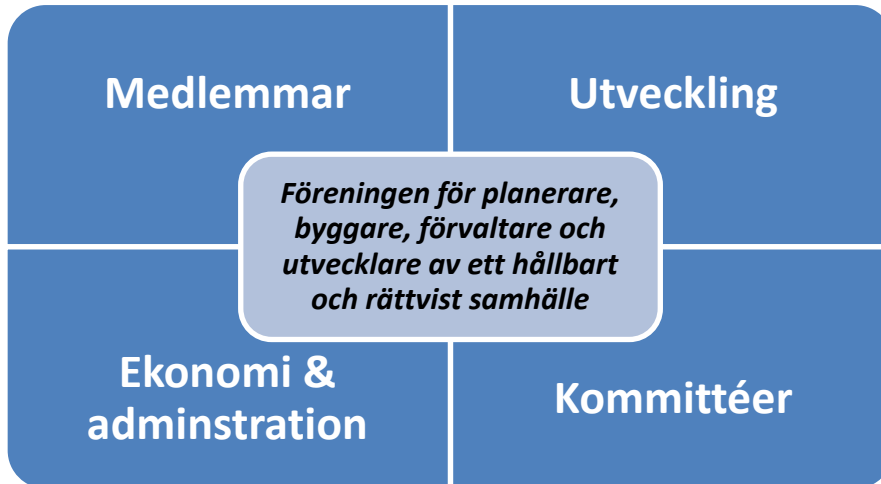 Medlemmar
Utveckling
Föreningen för planerare,
byggare, förvaltare och
utvecklare av ett hållbart
och rättvist samhälle
Ekonomi &
adminstration
Kommittéer